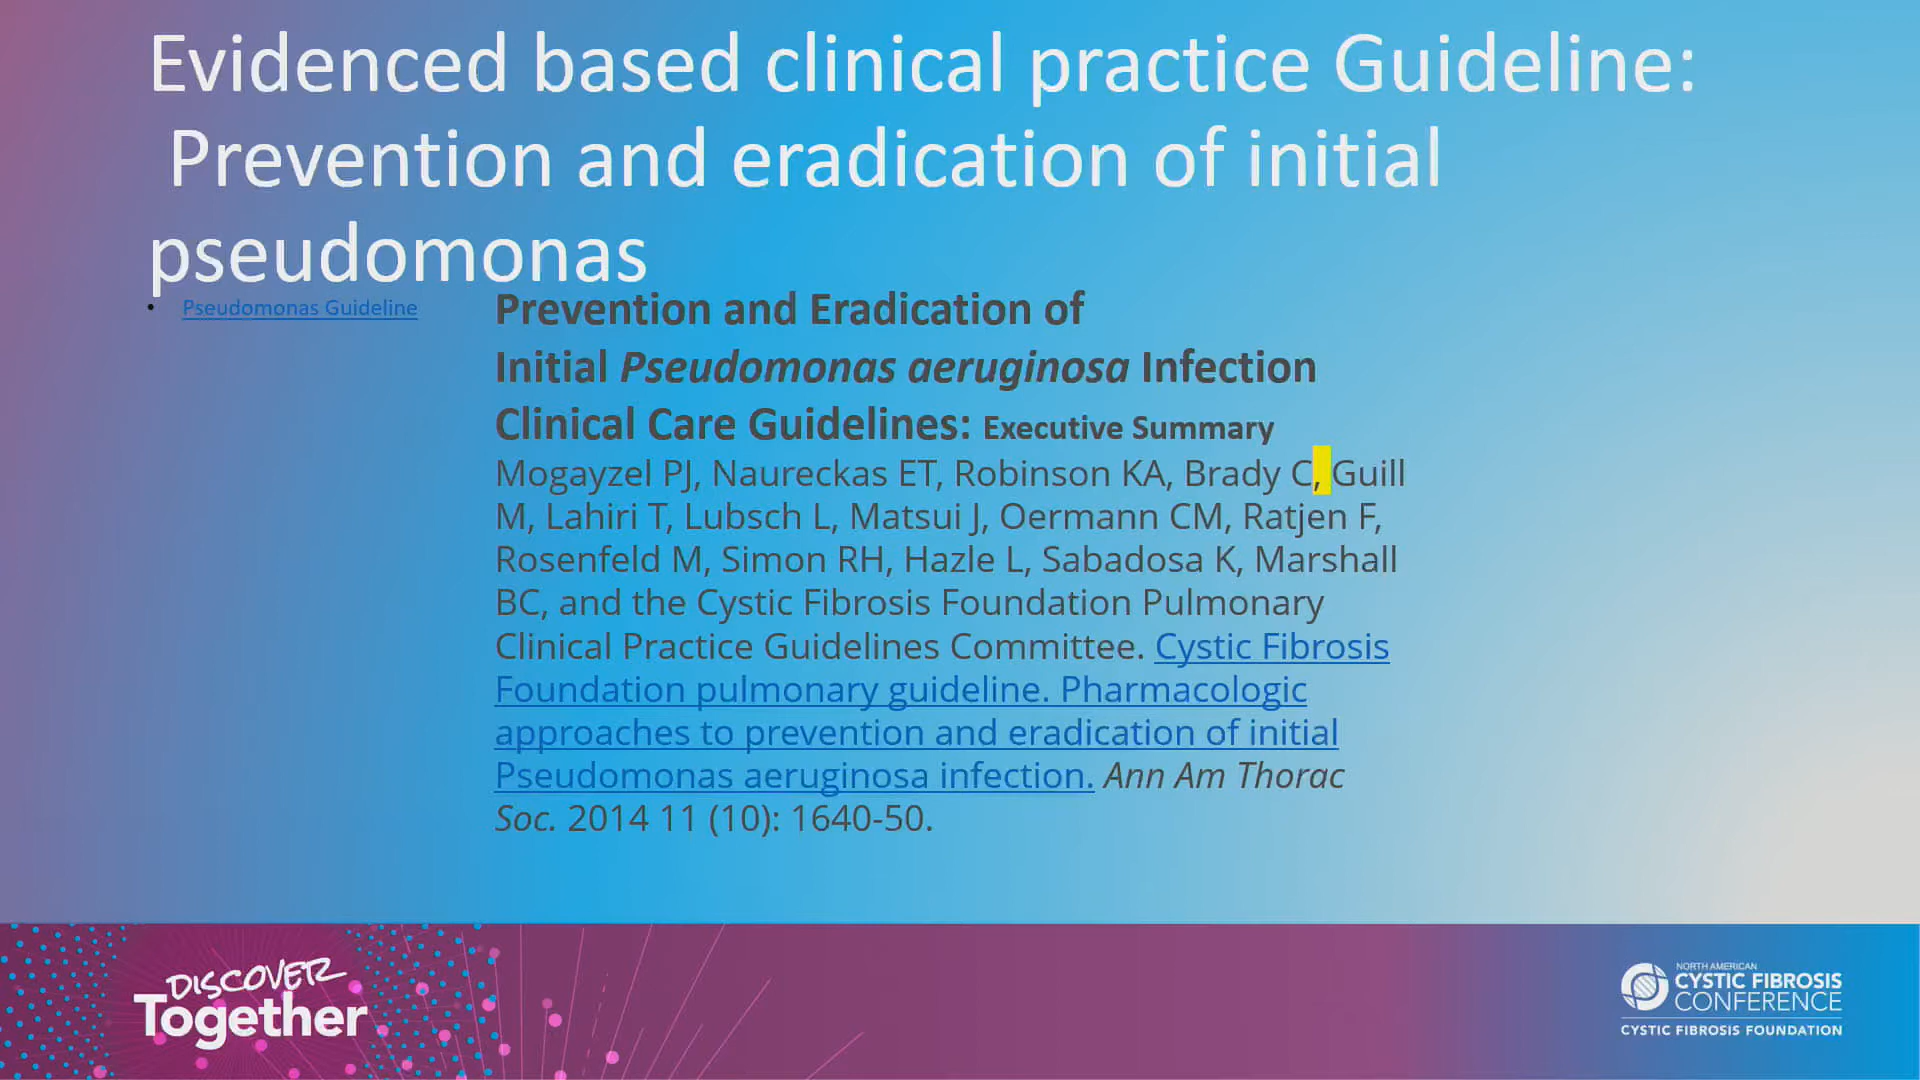 Evidenced based clinical practice Guideline:
Prevention and eradication of initial
pseudomonas
• Pseudomonas Guideline
Prevention and Eradication of
Initial Pseudomonas aeruginosa Infection
Clinical Care Guidelines: Executive Summary
Mogayzel PJ, Naureckas ET, Robinson KA, Brady C, Guill
M, Lahiri T, Lubsch L, Matsui J, Oermann CM, Ratjen F,
Rosenfeld M, Simon RH, Hazle L, Sabadosa K, Marshall
BC, and the Cystic Fibrosis Foundation Pulmonary
Clinical Practice Guidelines Committee. Cystic Fibrosis
Foundation pulmonary guideline. Pharmacologic
approaches to prevention and eradication of initial
Pseudomonas aeruginosa infection. Ann Am Thorac
Soc. 2014 11 (10): 1640-50.
DISCOVER
Together
NORTH AMERICAN
CYSTIC FIBROSIS
CONFERENCE
CYSTIC FIBROSIS FOUNDATION